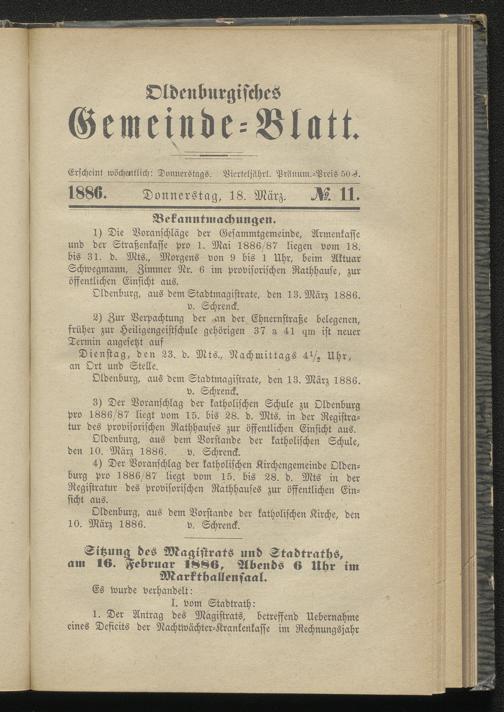 Oldenburgisches
Gemeinde-Blatt.
Erscheint wöchentlich: Donnerstags. Vierteljährl. Pränum.-Preis 50 ₰.
1886. Donnerstag, 18. März. №. 11.
Bekanntmachungen.
1) Die Voranschläge der Gesammtgemeinde, Armenkasse
und der Straßenkasse pro 1. Mai 1886/87 liegen vom 18.
bis 31. d. Mts., Morgens von 9 bis 1 Uhr, beim Aktuar
Schwegmann, Zimmer Nr. 6 im provisorischen Rathhause, zur
öffentlichen Einsicht aus.
Oldenburg, aus dem Stadtmagistrate, den 13. März 1886.
v. Schrenck.
2) Zur Verpachtung der an der Ehnernstraße belegenen,
früher zur Heiligengeistschule gehörigen 37 a 41 qm ist neuer
Termin angesetzt auf
Dienstag, den 23. d. Mts., Nachmittags 4½ Uhr,
an Ort und Stelle.
Oldenburg, aus dem Stadtmagistrate, den 13. März 1886.
v. Schrenck.
3) Der Voranschlag der katholischen Schule zu Oldenburg
pro 1886/87 liegt vom 15. bis 28. d. Mts. in der Registra-
tur des provisorischen Rathhauses zur öffentlichen Einsicht aus.
Oldenburg, aus dem Vorstande der katholischen Schule,
den 10. März 1886. v. Schrenck.
4) Der Voranschlag der katholischen Kirchengemeinde Olden-
burg pro 1886/87 liegt vom 15. bis 28. d. Mts in der
Registratur des provisorischen Rathhauses zur öffentlichen Ein-
sicht aus.
Oldenburg, aus dem Vorstande der katholischen Kirche, den
10. März 1886. v. Schrenck.
Sitzung des Magistrats und Stadtraths,
am 16. Februar 1886, Abends 6 Uhr im
Markthallensaal.
Es wurde verhandelt:
I. vom Stadtrath:
1. Der Antrag des Magistrats, betreffend Uebernahme
eines Deficits der Nachtwächter-Krankenkasse im Rechnungsjahr